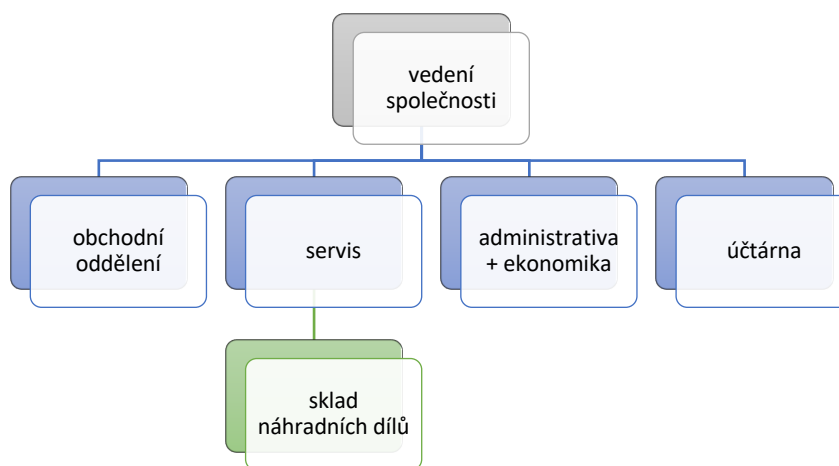 vedení
společnosti
obchodní
oddělení
servis
administrativa
+ ekonomika
účtárna
sklad
náhradních dílů